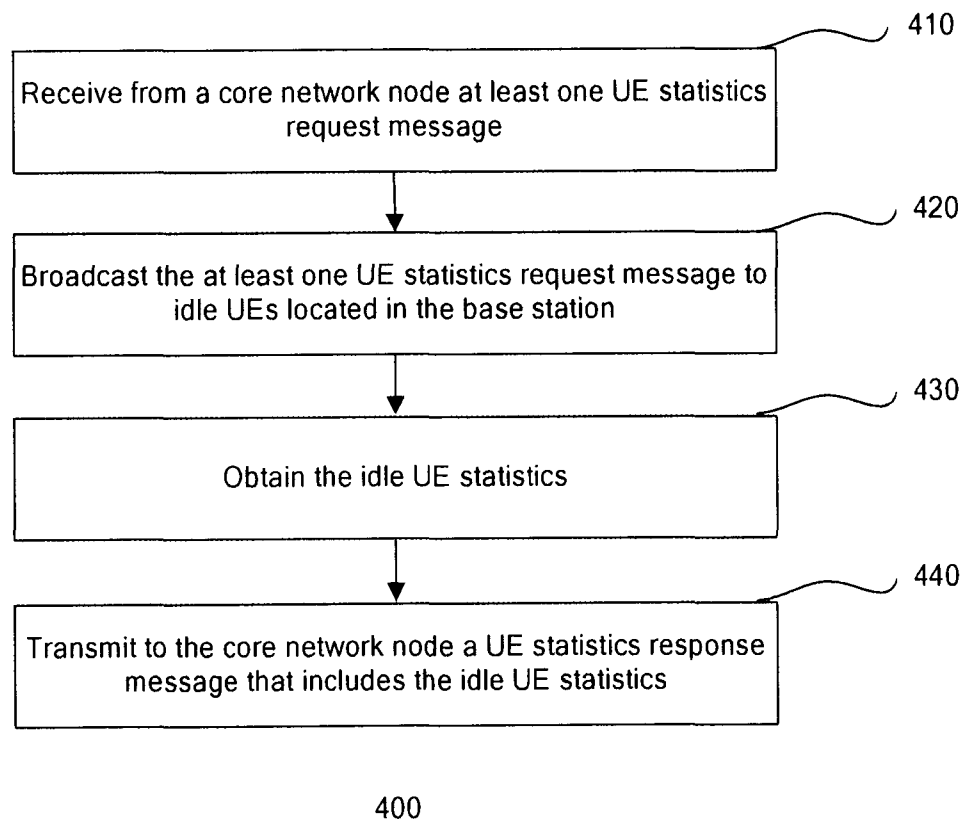 410
Receive from a core network node at least one UE statistics
request message
420
Broadcast the at least one UE statistics request message to
idle UEs located in the base station
430
Obtain the idle UE statistics
440
Transmit to the core network node a UE statistics response
message that includes the idle UE statistics
400